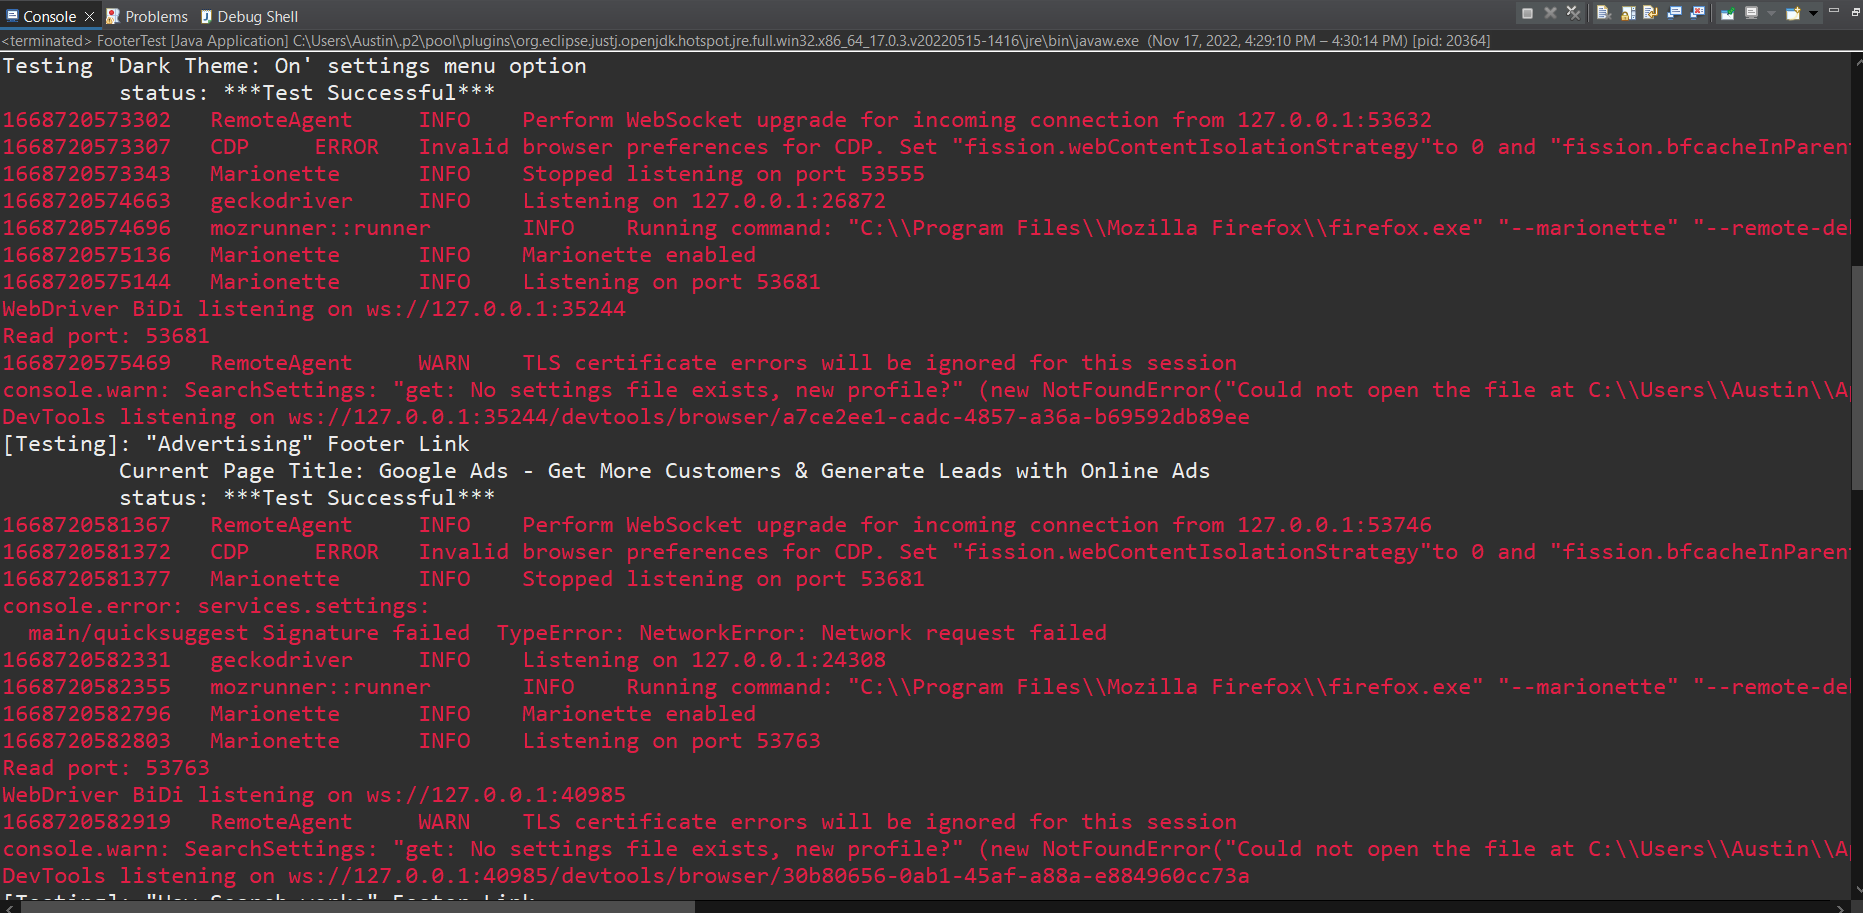 Console Problems Debug Shell
<terminated> FooterTest [Java Application] C:\Users\Austin\.p2\pool\plugins\org.eclipse.justj.openjdk.hotspot.jre.full.win32.x86_64_17.0.3.v20220515-1416\jre\bin\javaw.exe (Nov 17, 2022, 4:29:10 PM – 4:30:14 PM) [pid: 20364]
Testing 'Dark Theme: On' settings menu option
status: ***Test Successful***
1668720573302 RemoteAgent INFO Perform WebSocket upgrade for incoming connection from 127.0.0.1:53632
1668720573307 CDP ERROR Invalid browser preferences for CDP. Set "fission.webContentIsolationStrategy"to 0 and "fission.bfcacheInParen
1668720573343 Marionette INFO Stopped listening on port 53555
1668720574663 geckodriver INFO Listening on 127.0.0.1:26872
1668720574696 mozrunner::runner INFO Running command: "C:\\Program Files\\Mozilla Firefox\\firefox.exe" "--marionette" "--remote-de
1668720575136 Marionette INFO Marionette enabled
1668720575144 Marionette INFO Listening on port 53681
WebDriver BiDi listening on ws://127.0.0.1:35244
Read port: 53681
1668720575469 RemoteAgent WARN TLS certificate errors will be ignored for this session
console.warn: SearchSettings: "get: No settings file exists, new profile?" (new NotFoundError("Could not open the file at C:\\Users\\Austin\\A
DevTools listening on ws://127.0.0.1:35244/devtools/browser/a7ce2ee1-cadc-4857-a36a-b69592db89ee
[Testing]: "Advertising" Footer Link
Current Page Title: Google Ads - Get More Customers & Generate Leads with Online Ads
status: ***Test Successful***
1668720581367 RemoteAgent INFO Perform WebSocket upgrade for incoming connection from 127.0.0.1:53746
1668720581372 CDP ERROR Invalid browser preferences for CDP. Set "fission.webContentIsolationStrategy"to 0 and "fission.bfcacheInParen
1668720581377 Marionette INFO Stopped listening on port 53681
console.error: services.settings:
main/quicksuggest Signature failed TypeError: NetworkError: Network request failed
1668720582331 geckodriver INFO Listening on 127.0.0.1:24308
1668720582355 mozrunner::runner INFO Running command: "C:\\Program Files\\Mozilla Firefox\\firefox.exe" "--marionette" "--remote-de
1668720582796 Marionette INFO Marionette enabled
1668720582803 Marionette INFO Listening on port 53763
Read port: 53763
WebDriver BiDi listening on ws://127.0.0.1:40985
1668720582919 RemoteAgent WARN TLS certificate errors will be ignored for this session
console.warn: SearchSettings: "get: No settings file exists, new profile?" (new NotFoundError("Could not open the file at C:\\Users\\Austin\\A
DevTools listening on ws://127.0.0.1:40985/devtools/browser/30b80656-0ab1-45af-a88a-e884960cc73a
[Testing]: "How Search works" Footer Link